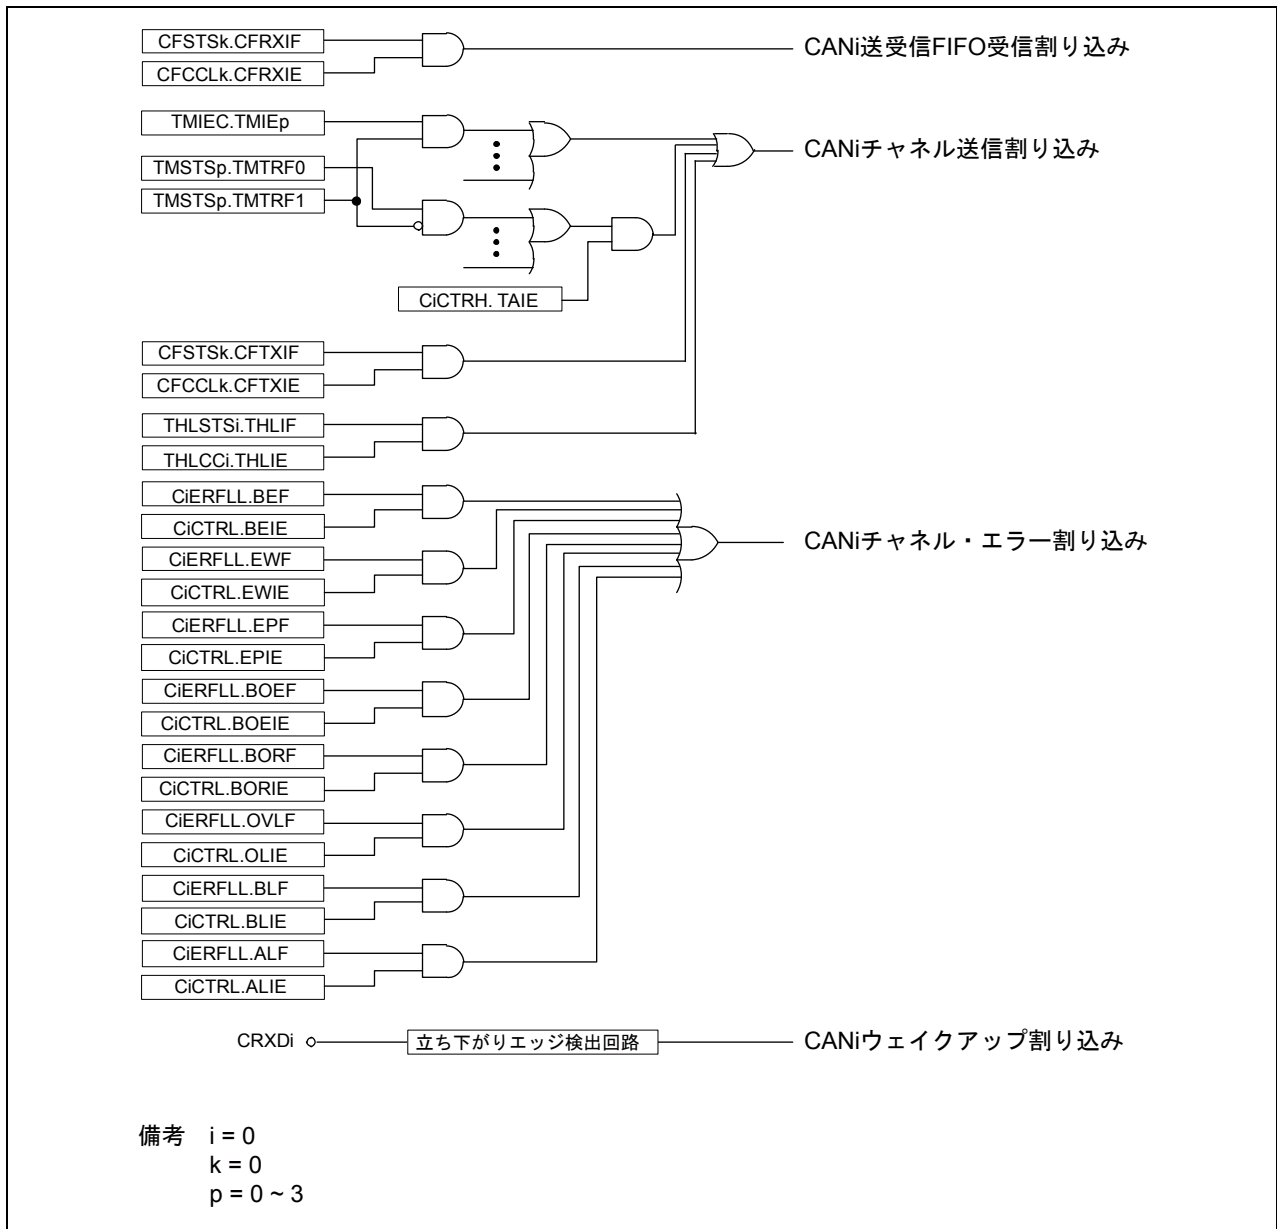 CFSTSk.CFRXIF
CFCCLk.CFRXIE
CANi送受信FIFO受信割り込み
TMIEC.TMIEp
TMSTSp.TMTRF0
TMSTSp.TMTRF1
CANiチャネル送信割り込み
CiCTRH. TAIE
CFSTSk.CFTXIF
CFCCLk.CFTXIE
THLSTSi.THLIF
THLCCi.THLIE
CiERFLL.BEF
CiCTRL.BEIE
CiERFLL.EWF
CiCTRL.EWIE
CANiチャネル・エラー割り込み
CiERFLL.EPF
CiCTRL.EPIE
CiERFLL.BOEF
CiCTRL.BOEIE
CiERFLL.BORF
CiCTRL.BORIE
CiERFLL.OVLF
CiCTRL.OLIE
CiERFLL.BLF
CiCTRL.BLIE
CiERFLL.ALF
CiCTRL.ALIE
CRXDi 立ち下がりエッジ検出回路 CANiウェイクアップ割り込み
備考 i = 0
k = 0
p = 0 ~ 3